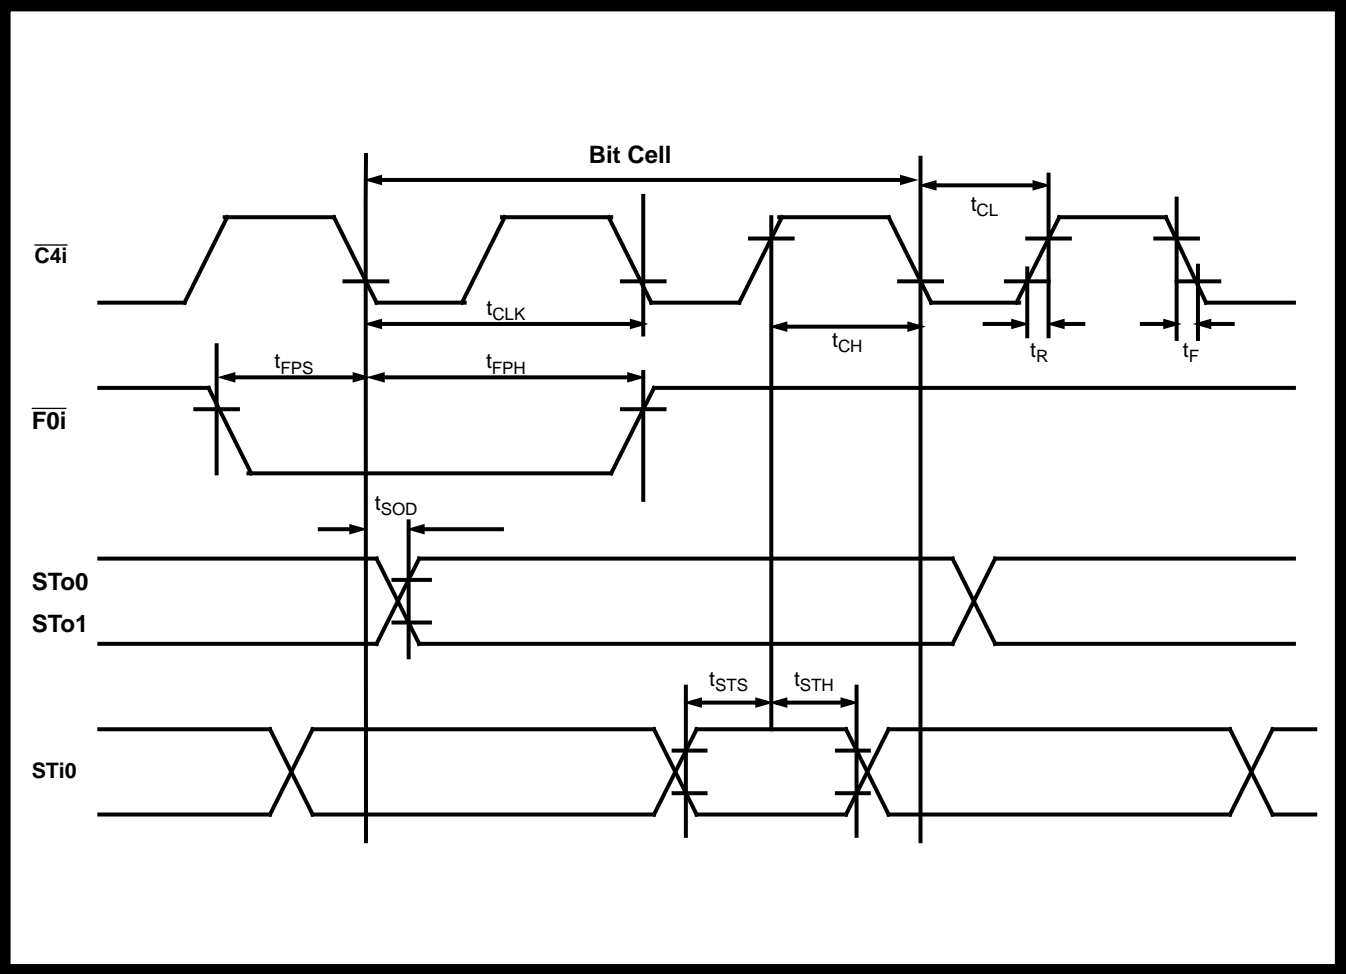 Bit Cell
tCL
C4i
tCLK
tCH
tR
tF
tFPS
tFPH
F0i
tSOD
STo0
STo1
tSTS
tSTH
STi0